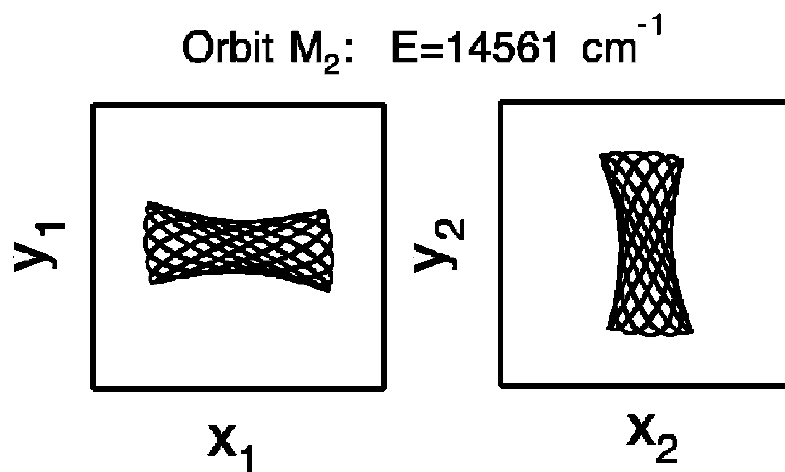 Orbit M₂: E=14561 cm⁻¹
y₁
y₂
x₁
x₂